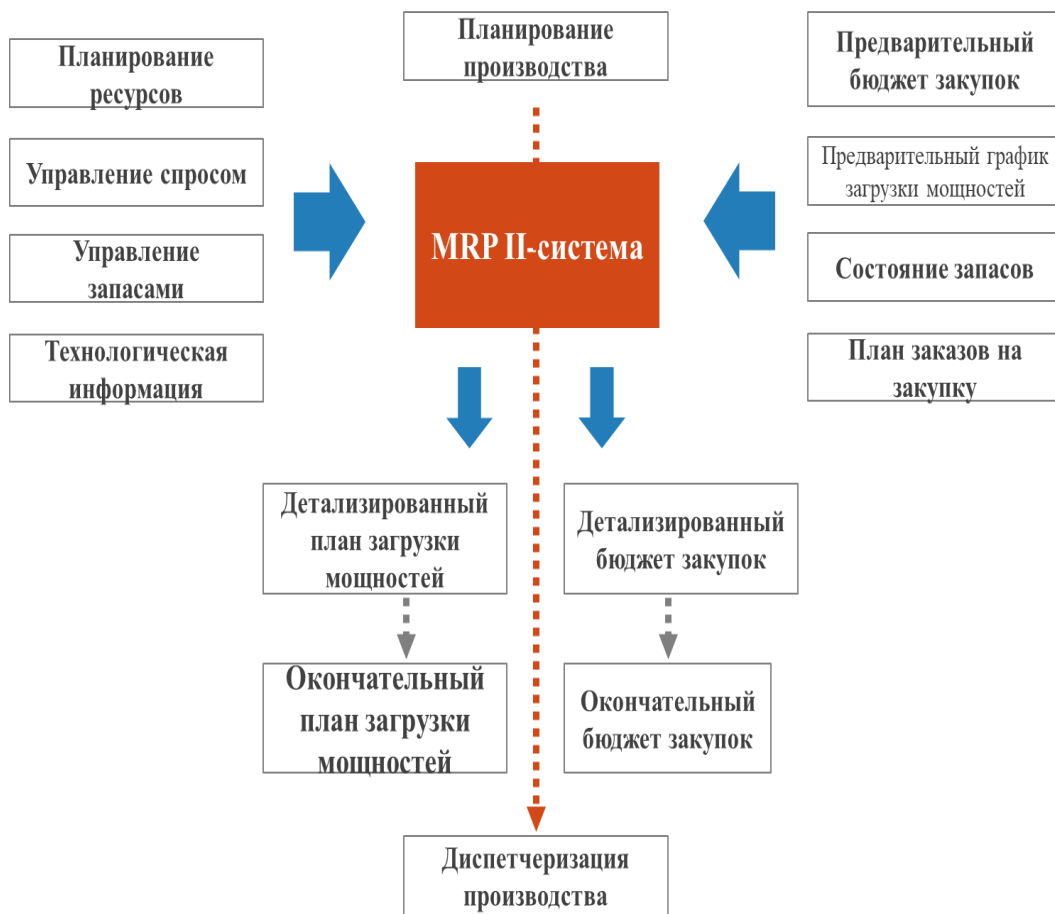 Планирование
ресурсов
Управление спросом
Управление
запасами
Технологическая
информация
Планирование
производства
MRP II-система
Предварительный
бюджет закупок
Предварительный график
загрузки мощностей
Состояние запасов
План заказов на
закупку
Детализированный
план загрузки
мощностей
Детализированный
бюджет закупок
Окончательный
план загрузки
мощностей
Окончательный
бюджет закупок
Диспетчеризация
производства